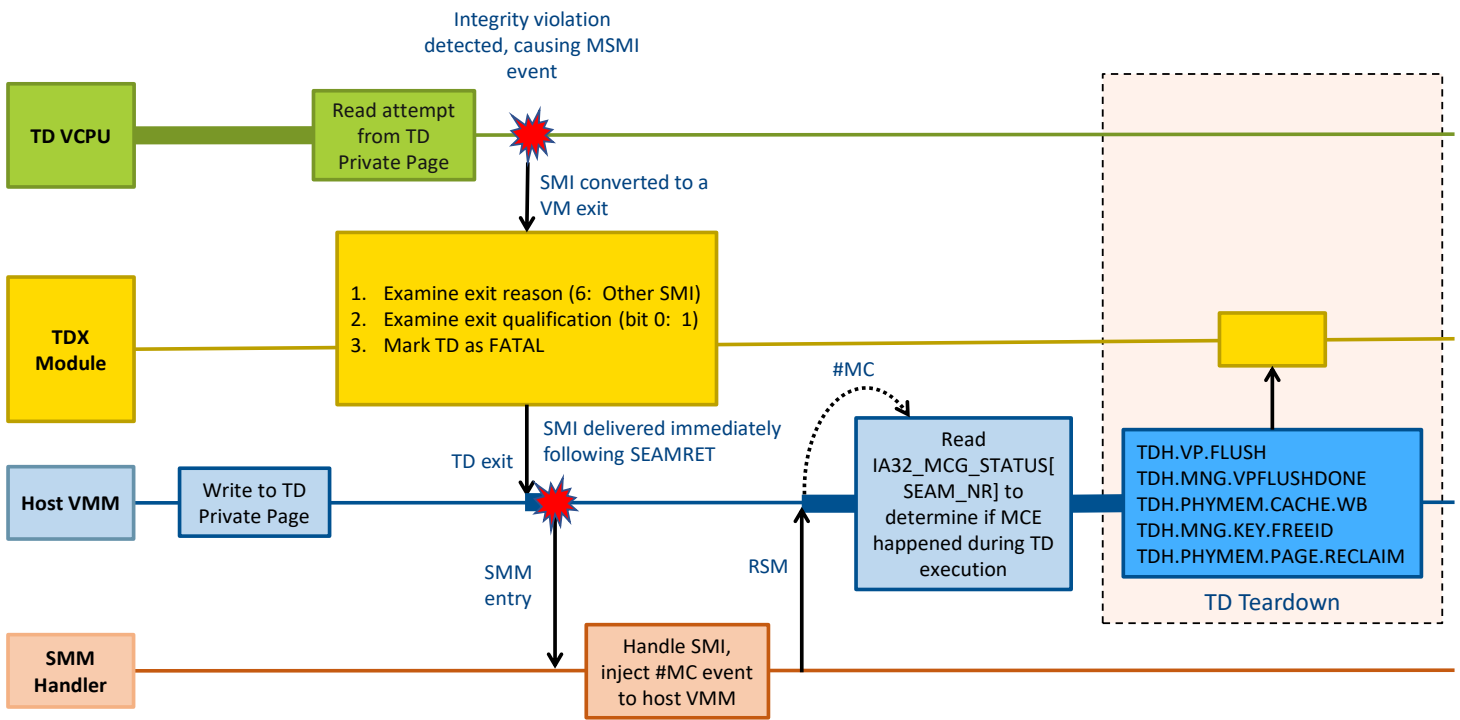 Integrity violation
detected, causing MSMI
event
TD VCPU
Read attempt
from TD
Private Page
SMI converted to a
VM exit
TDX
Module
1. Examine exit reason (6: Other SMI)
2. Examine exit qualification (bit 0: 1)
3. Mark TD as FATAL
#MC
TD exit
SMI delivered immediately
following SEAMRET
Host VMM
Write to TD
Private Page
Read
IA32_MCG_STATUS[
SEAM_NR] to
determine if MCE
happened during TD
execution
TDH.VP.FLUSH
TDH.MNG.VPFLUSHDONE
TDH.PHYMEM.CACHE.WB
TDH.MNG.KEY.FREEID
TDH.PHYMEM.PAGE.RECLAIM
TD Teardown
SMM
entry
RSM
SMM
Handler
Handle SMI,
inject #MC event
to host VMM